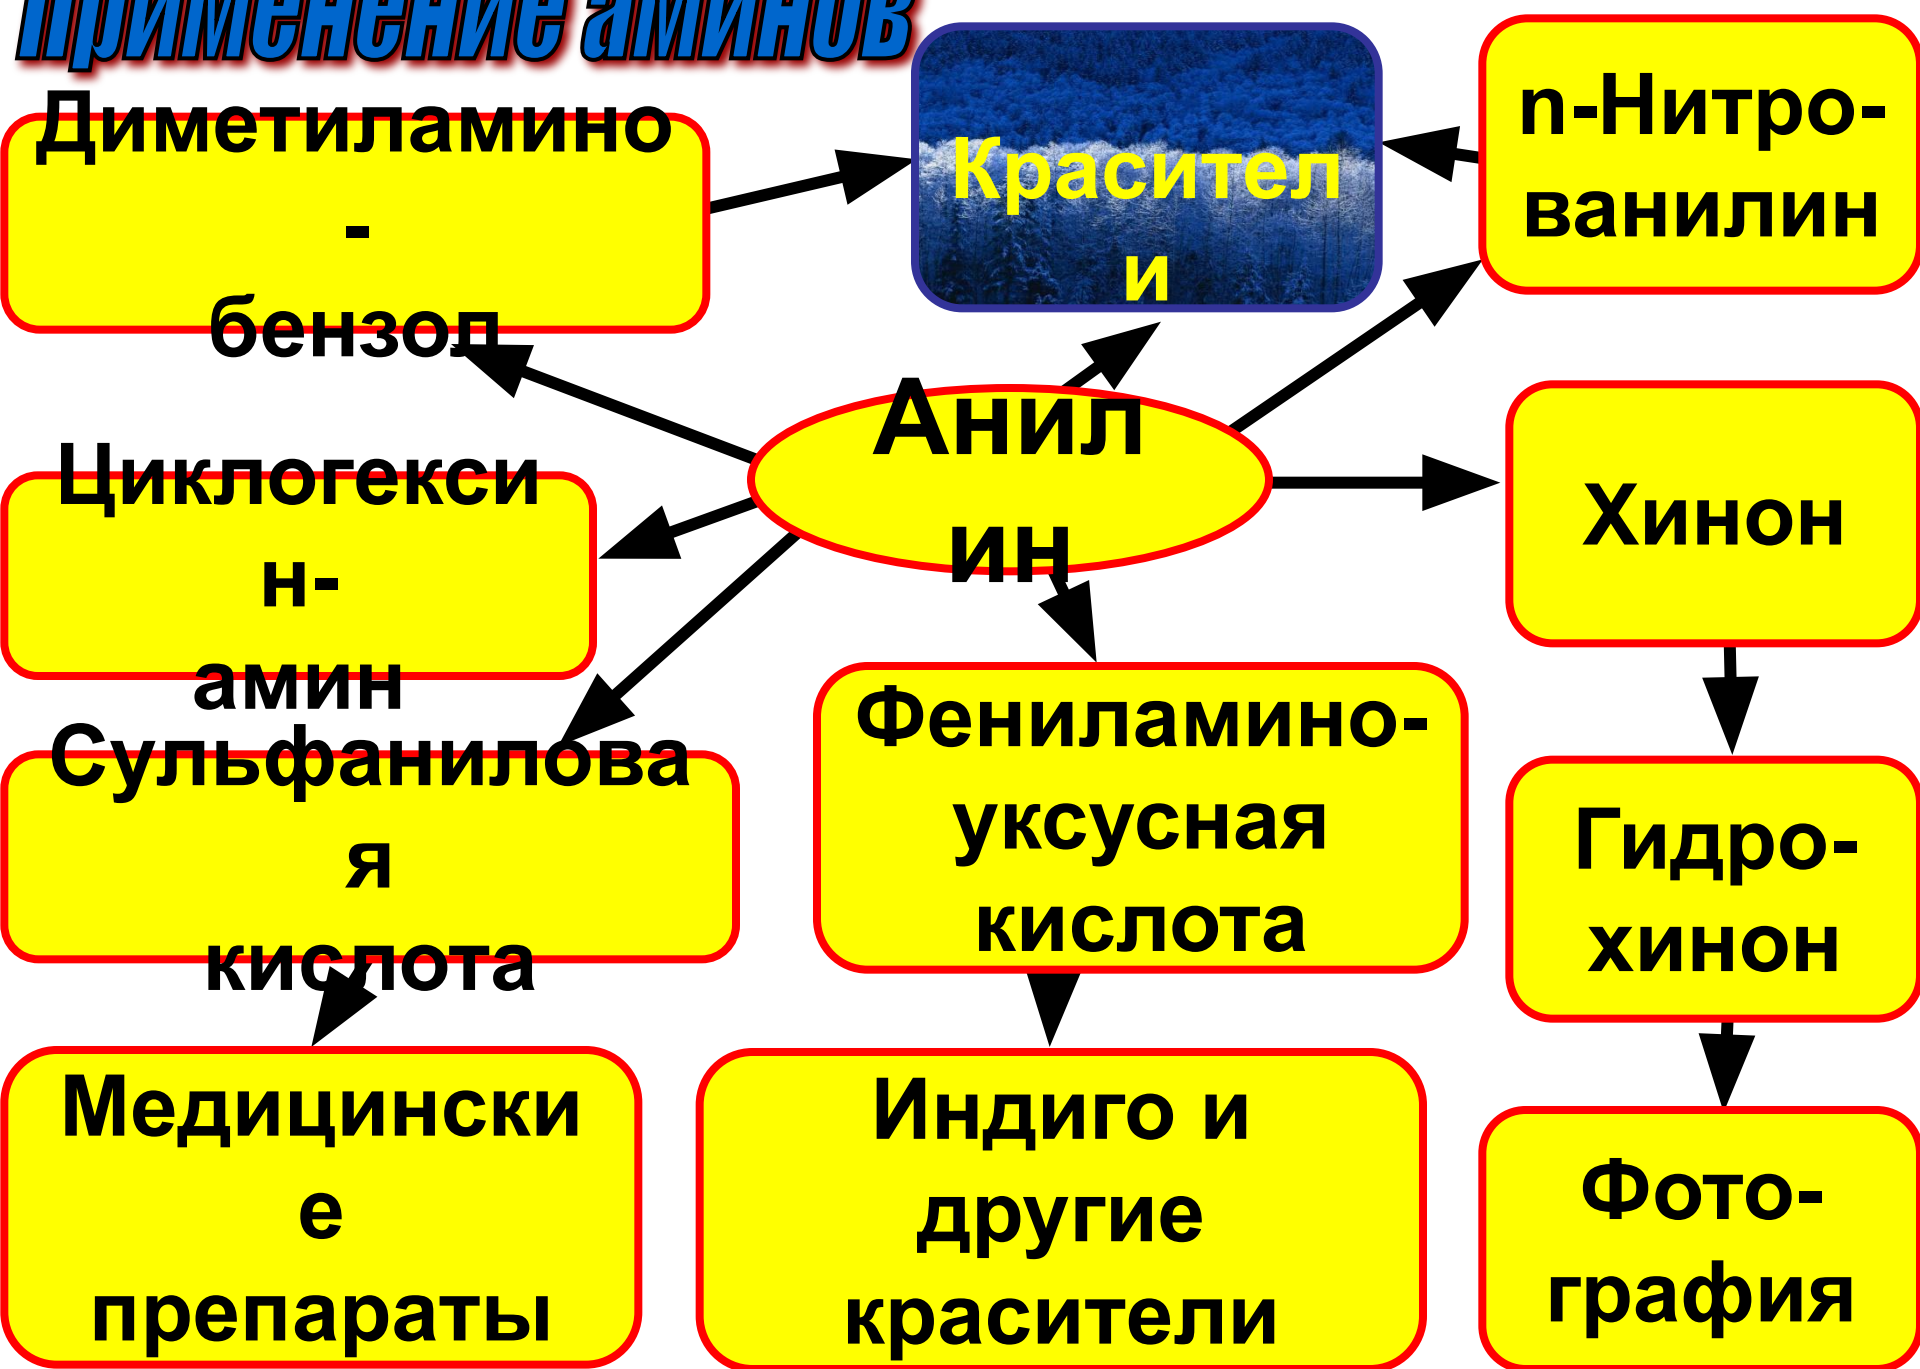 Применение аминов
Диметиламино
-
бензол
Красител
и
n-Нитро-
ванилин
Анил
ин
Циклогекси
н-
амин
Хинон
Сульфанилова
я
кислота
Фениламино-
уксусная
кислота
Гидро-
хинон
Медицински
е
препараты
Индиго и
другие
красители
Фото-
графия